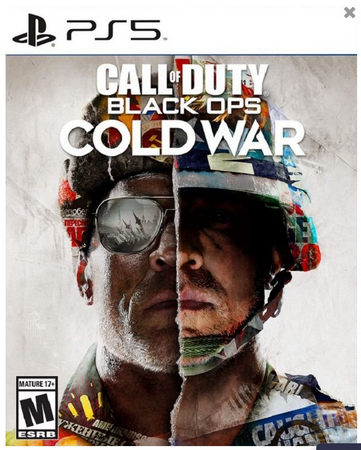 PS5
CALL OF DUTY
BLACK OPS
COLD WAR
MATURE 17+
M
ESRB